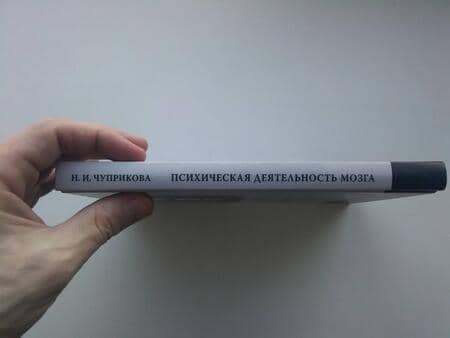 Н. И. ЧУПРИКОВА ПСИХИЧЕСКАЯ ДЕЯТЕЛЬНОСТЬ МОЗГА